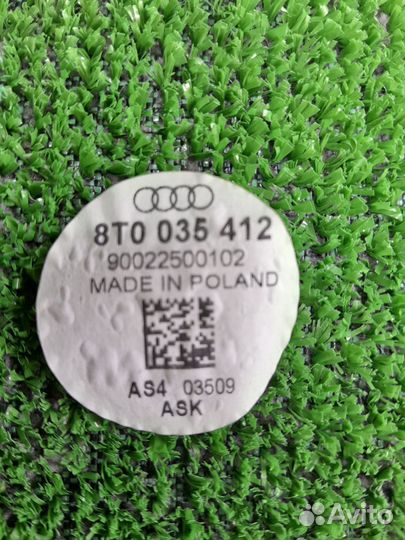 8T0 035 412
90022500102
MADE IN POLAND
AS4 03509
ASK
Avito